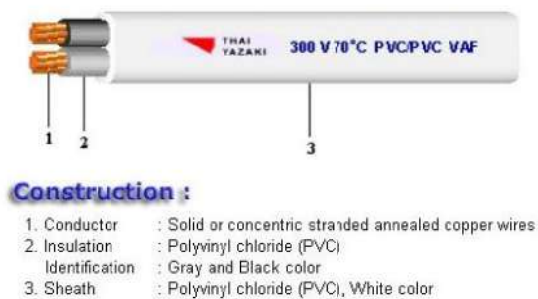 THAI
YAZAKI
300 V 70°C PVC/PVC VAF
1 2 3
Construction :
1. Conductor : Solid or concentric stranded annealed copper wires
2. Insulation : Polyvinyl chloride (PVC)
Identification : Gray and Black color
3. Sheath : Polyvinyl chloride (PVC), White color